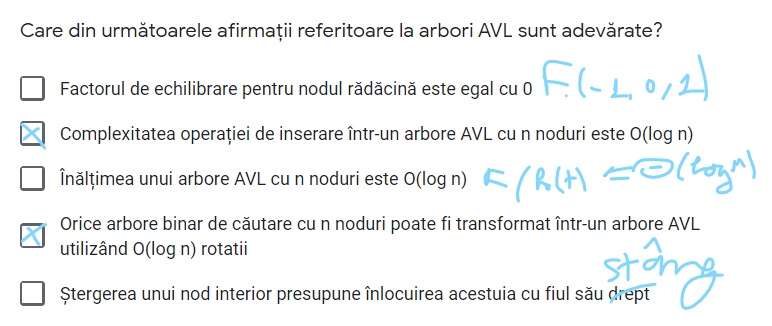 Care din următoarele afirmații referitoare la arbori AVL sunt adevărate?
Factorul de echilibrare pentru nodul rădăcină este egal cu 0 F. (-1, 0, 1)
Complexitatea operației de inserare într-un arbore AVL cu n noduri este O(log n)
Înălțimea unui arbore AVL cu n noduri este O(log n) F / h(t) = Θ(log n)
Orice arbore binar de căutare cu n noduri poate fi transformat într-un arbore AVL
utilizând O(log n) rotatii
stâng
Ștergerea unui nod interior presupune înlocuirea acestuia cu fiul său drept